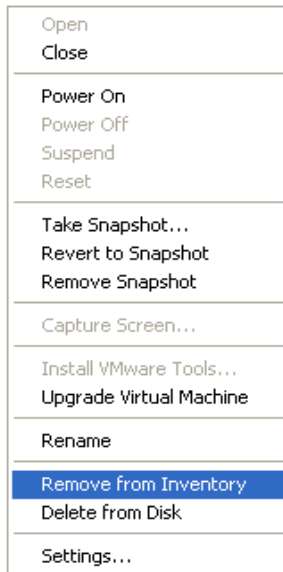 Open
Close
Power On
Power Off
Suspend
Reset
Take Snapshot...
Revert to Snapshot
Remove Snapshot
Capture Screen...
Install VMware Tools...
Upgrade Virtual Machine
Rename
Remove from Inventory
Delete from Disk
Settings...